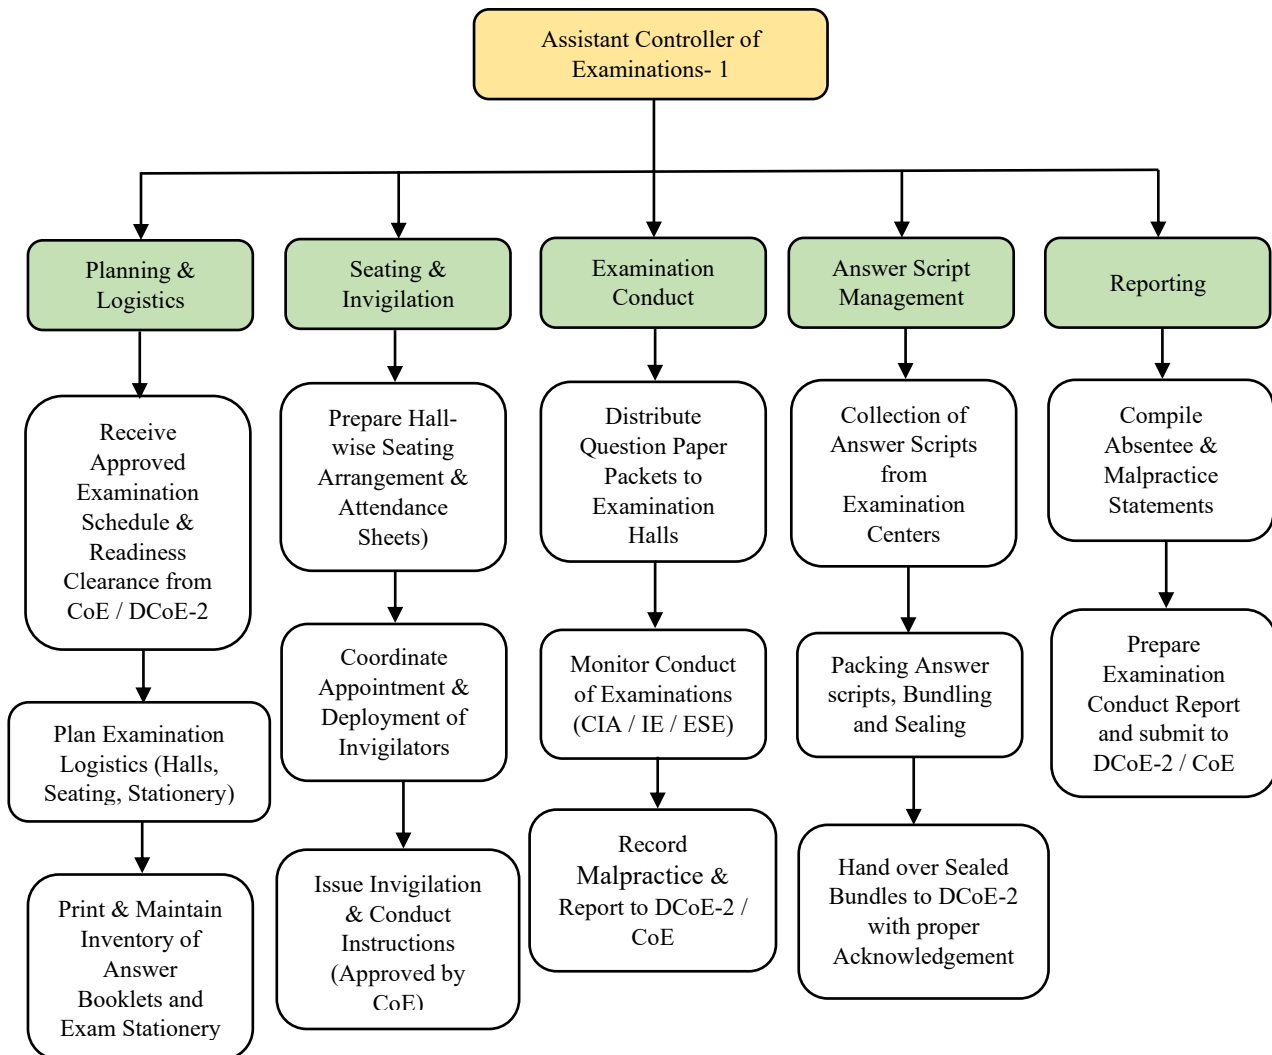 Assistant Controller of
Examinations- 1
Planning &
Logistics
Seating &
Invigilation
Examination
Conduct
Answer Script
Management
Reporting
Receive
Approved
Examination
Schedule &
Readiness
Clearance from
CoE / DCoE-2
Plan Examination
Logistics (Halls,
Seating, Stationery)
Print & Maintain
Inventory of
Answer
Booklets and
Exam Stationery
Prepare Hall-
wise Seating
Arrangement &
Attendance
Sheets)
Coordinate
Appointment &
Deployment of
Invigilators
Issue Invigilation
& Conduct
Instructions
(Approved by
CoE)
Distribute
Question Paper
Packets to
Examination
Halls
Monitor Conduct
of Examinations
(CIA / IE / ESE)
Record
Malpractice &
Report to DCoE-2 /
CoE
Collection of
Answer Scripts
from
Examination
Centers
Packing Answer
scripts, Bundling
and Sealing
Hand over Sealed
Bundles to DCoE-2
with proper
Acknowledgement
Compile
Absentee &
Malpractice
Statements
Prepare
Examination
Conduct Report
and submit to
DCoE-2 / CoE